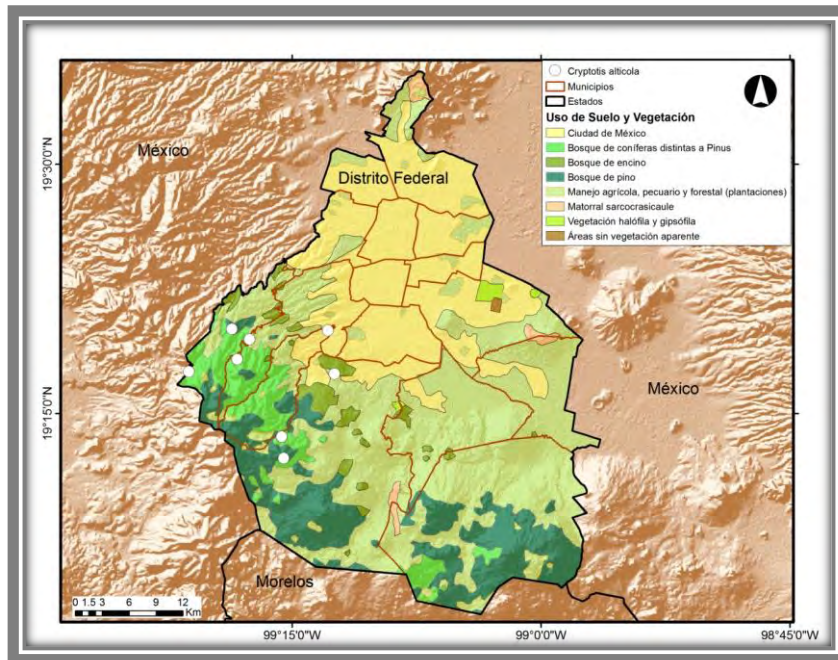 Cryptotis altícola
Municipios
Estados
Uso de Suelo y Vegetación
Ciudad de México
Bosque de coníferas distintas a Pinus
Bosque de encino
Bosque de pino
Manejo agrícola, pecuario y forestal (plantaciones)
Matorral sarcocrasicaule
Vegetación halófila y gipsófila
Áreas sin vegetación aparente
México
Distrito Federal
México
Morelos
19°30'0"N
19°15'0"N
0 1.5 3 6 9 12
Km
99°15'0"W
99°0'0"W
98°45'0"W